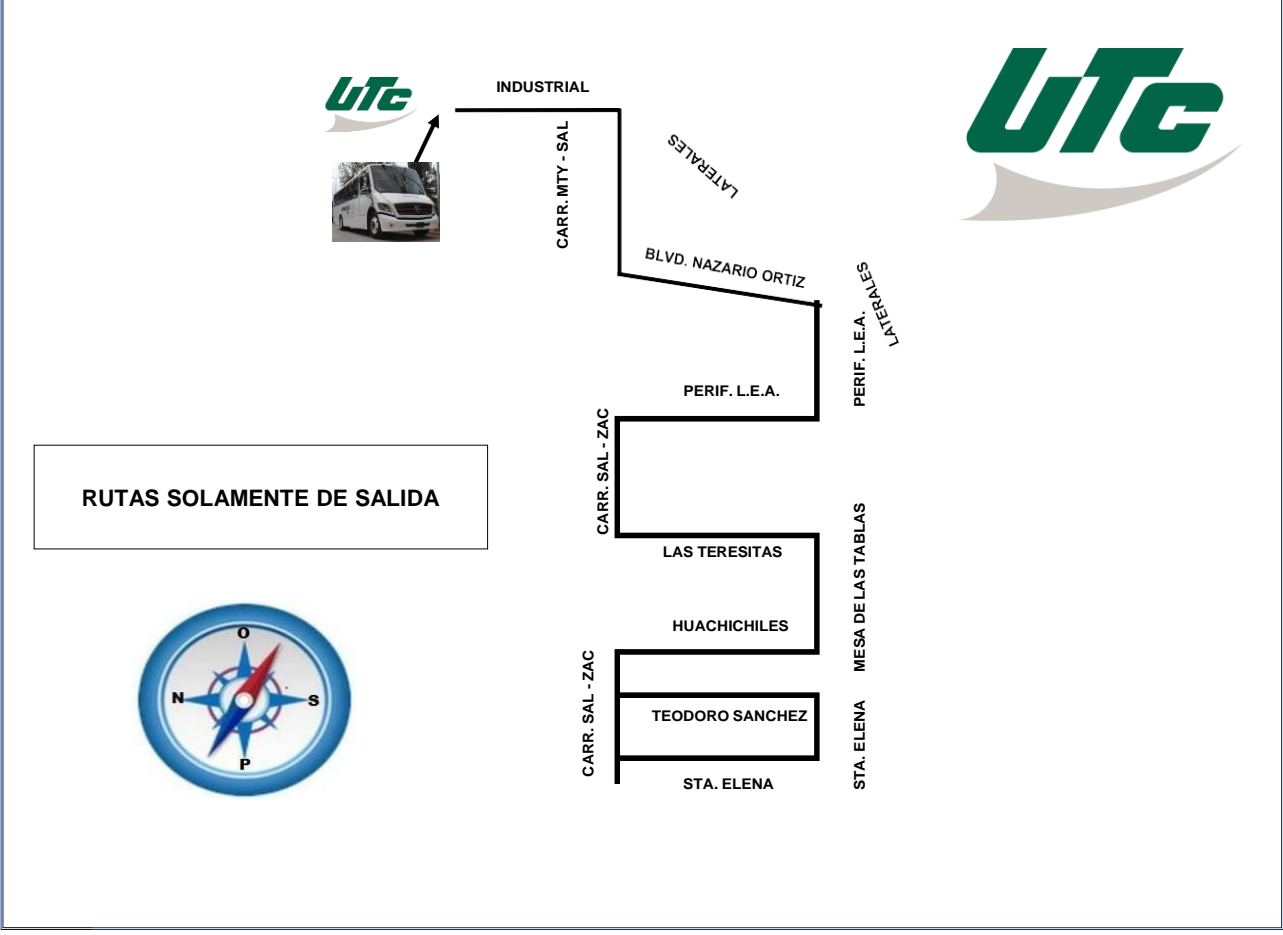 UTC
INDUSTRIAL
UTC
CARR. MTY - SAL
LATERALES
BLVD. NAZARIO ORTIZ
LATERALES
PERIF. L.E.A.
PERIF. L.E.A.
CARR. SAL - ZAC
RUTAS SOLAMENTE DE SALIDA
LAS TERESITAS
MESA DE LAS TABLAS
HUACHICHILES
O
N
S
P
CARR. SAL - ZAC
TEODORO SANCHEZ
STA. ELENA
STA. ELENA